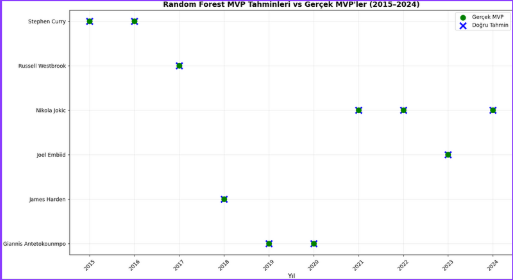 Random Forest MVP Tahminleri vs Gerçek MVP'ler (2015–2024)
Gerçek MVP
Doğru Tahmin
Stephen Curry
Russell Westbrook
Nikola Jokic
Joel Embiid
James Harden
Giannis Antetokounmpo
2015
2016
2017
2018
2019
2020
2021
2022
2023
2024
Yıl